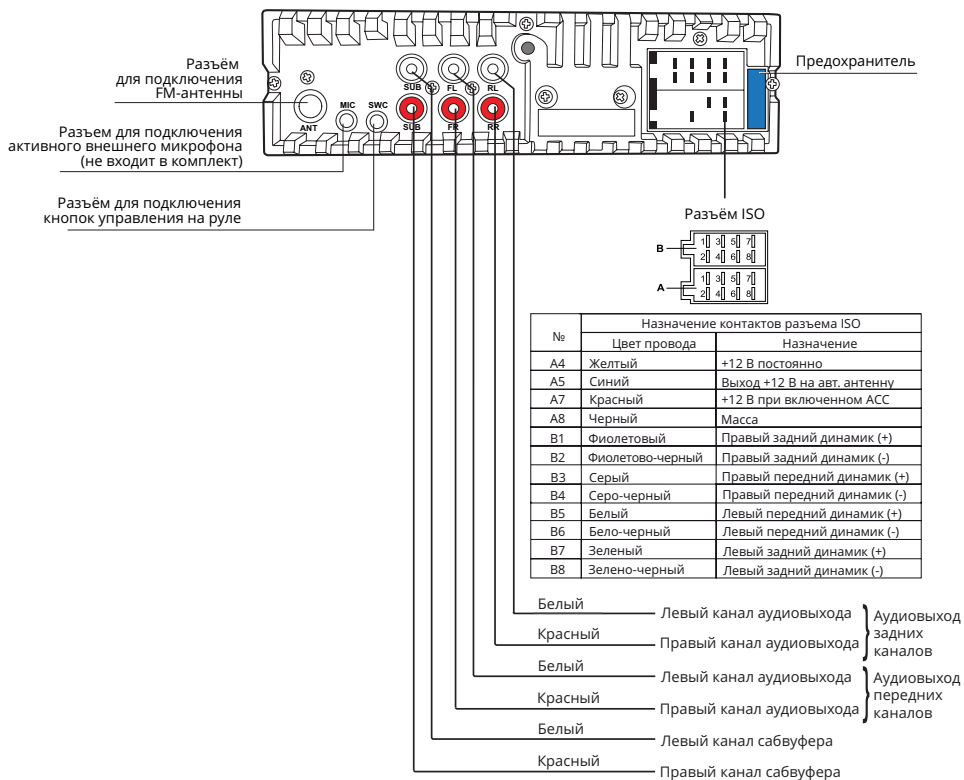 Разъём
для подключения
FM-антенны
Разъем для подключения
активного внешнего микрофона
(не входит в комплект)
Разъём для подключения
кнопок управления на руле
ANT
MIC SWC
SUB FL RL
SUB FR RR
Предохранитель
Разъём ISO
B
1 3 5 7
2 4 6 8
A
1 3 5 7
2 4 6 8
№ Назначение контактов разъема ISO
Цвет провода Назначение
A4 Желтый +12 В постоянно
A5 Синий Выход +12 В на авт. антенну
A7 Красный +12 В при включенном ACC
A8 Черный Масса
B1 Фиолетовый Правый задний динамик (+)
B2 Фиолетово-черный Правый задний динамик (-)
B3 Серый Правый передний динамик (+)
B4 Серо-черный Правый передний динамик (-)
B5 Белый Левый передний динамик (+)
B6 Бело-черный Левый передний динамик (-)
B7 Зеленый Левый задний динамик (+)
B8 Зелено-черный Левый задний динамик (-)
Белый Левый канал аудиовыхода
Красный Правый канал аудиовыхода
Аудиовыход
задних
каналов
Белый Левый канал аудиовыхода
Красный Правый канал аудиовыхода
Аудиовыход
передних
каналов
Белый Левый канал сабвуфера
Красный Правый канал сабвуфера